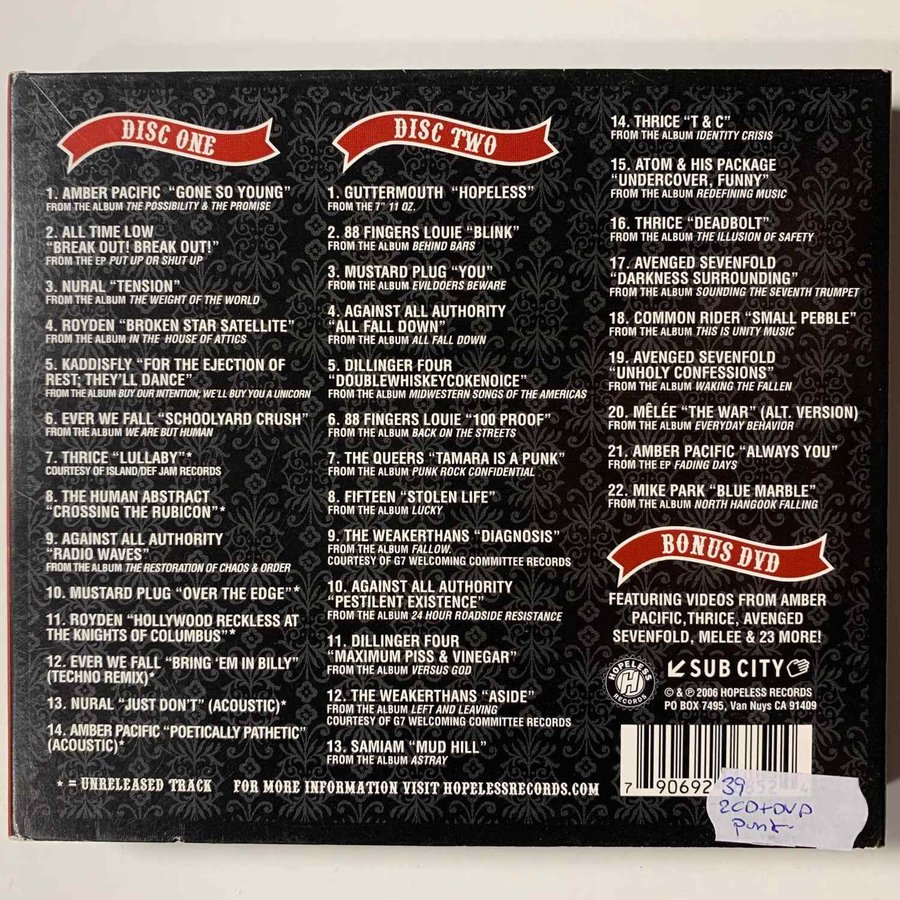 DISC ONE
1. AMBER PACIFIC "GONE SO YOUNG"
FROM THE ALBUM THE POSSIBILITY & THE PROMISE
2. ALL TIME LOW
"BREAK OUT! BREAK OUT!"
FROM THE EP PUT UP OR SHUT UP
3. NURAL "TENSION"
FROM THE ALBUM THE WEIGHT OF THE WORLD
4. ROYDEN "BROKEN STAR SATELLITE"
FROM THE ALBUM IN THE HOUSE OF ATTICS
5. KADDISFLY "FOR THE EJECTION OF
REST; THEY'LL DANCE"
FROM THE ALBUM BUY OUR INTENTION; WE'LL BUY YOU A UNICORN
6. EVER WE FALL "SCHOOLYARD CRUSH"
FROM THE ALBUM WE ARE BUT HUMAN
7. THRICE "LULLABY"*
COURTESY OF ISLAND/DEF JAM RECORDS
8. THE HUMAN ABSTRACT
"CROSSING THE RUBICON"*
9. AGAINST ALL AUTHORITY
"RADIO WAVES"
FROM THE ALBUM THE RESTORATION OF CHAOS & ORDER
10. MUSTARD PLUG "OVER THE EDGE"*
11. ROYDEN "HOLLYWOOD RECKLESS AT
THE KNIGHTS OF COLUMBUS"*
12. EVER WE FALL "BRING 'EM IN BILLY"
(TECHNO REMIX)*
13. NURAL "JUST DON'T" (ACOUSTIC)*
14. AMBER PACIFIC "POETICALLY PATHETIC"
(ACOUSTIC)*
DISC TWO
1. GUTTERMOUTH "HOPELESS"
FROM THE 7" 11 OZ.
2. 88 FINGERS LOUIE "BLINK"
FROM THE ALBUM BEHIND BARS
3. MUSTARD PLUG "YOU"
FROM THE ALBUM EVILDOERS BEWARE
4. AGAINST ALL AUTHORITY
"ALL FALL DOWN"
FROM THE ALBUM ALL FALL DOWN
5. DILLINGER FOUR
"DOUBLEWHISKEYCOKENOICE"
FROM THE ALBUM MIDWESTERN SONGS OF THE AMERICAS
6. 88 FINGERS LOUIE "100 PROOF"
FROM THE ALBUM BACK ON THE STREETS
7. THE QUEERS "TAMARA IS A PUNK"
FROM THE ALBUM PUNK ROCK CONFIDENTIAL
8. FIFTEEN "STOLEN LIFE"
FROM THE ALBUM LUCKY
9. THE WEAKERTHANS "DIAGNOSIS"
FROM THE ALBUM FALLOW.
COURTESY OF G7 WELCOMING COMMITTEE RECORDS
10. AGAINST ALL AUTHORITY
"PESTILENT EXISTENCE"
FROM THE ALBUM 24 HOUR ROADSIDE RESISTANCE
11. DILLINGER FOUR
"MAXIMUM PISS & VINEGAR"
FROM THE ALBUM VERSUS GOD
12. THE WEAKERTHANS "ASIDE"
FROM THE ALBUM LEFT AND LEAVING
COURTESY OF G7 WELCOMING COMMITTEE RECORDS
13. SAMIAM "MUD HILL"
FROM THE ALBUM ASTRAY
14. THRICE "T & C"
FROM THE ALBUM IDENTITY CRISIS
15. ATOM & HIS PACKAGE
"UNDERCOVER, FUNNY"
FROM THE ALBUM REDEFINING MUSIC
16. THRICE "DEADBOLT"
FROM THE ALBUM THE ILLUSION OF SAFETY
17. AVENGED SEVENFOLD
"DARKNESS SURROUNDING"
FROM THE ALBUM SOUNDING THE SEVENTH TRUMPET
18. COMMON RIDER "SMALL PEBBLE"
FROM THE ALBUM THIS IS UNITY MUSIC
19. AVENGED SEVENFOLD
"UNHOLY CONFESSIONS"
FROM THE ALBUM WAKING THE FALLEN
20. MÊLÉE "THE WAR" (ALT. VERSION)
FROM THE ALBUM EVERYDAY BEHAVIOR
21. AMBER PACIFIC "ALWAYS YOU"
FROM THE EP FADING DAYS
22. MIKE PARK "BLUE MARBLE"
FROM THE ALBUM NORTH HANGOOK FALLING
BONUS DVD
FEATURING VIDEOS FROM AMBER
PACIFIC,THRICE, AVENGED
SEVENFOLD, MELEE & 23 MORE!
HOPELESS
RECORDS
SUB CITY
© & ℗ 2006 HOPELESS RECORDS
PO BOX 7495, VAN NUYS CA 91409
* = UNRELEASED TRACK FOR MORE INFORMATION VISIT HOPELESSRECORDS.COM
7 90692
39
2CD+DVD
punk